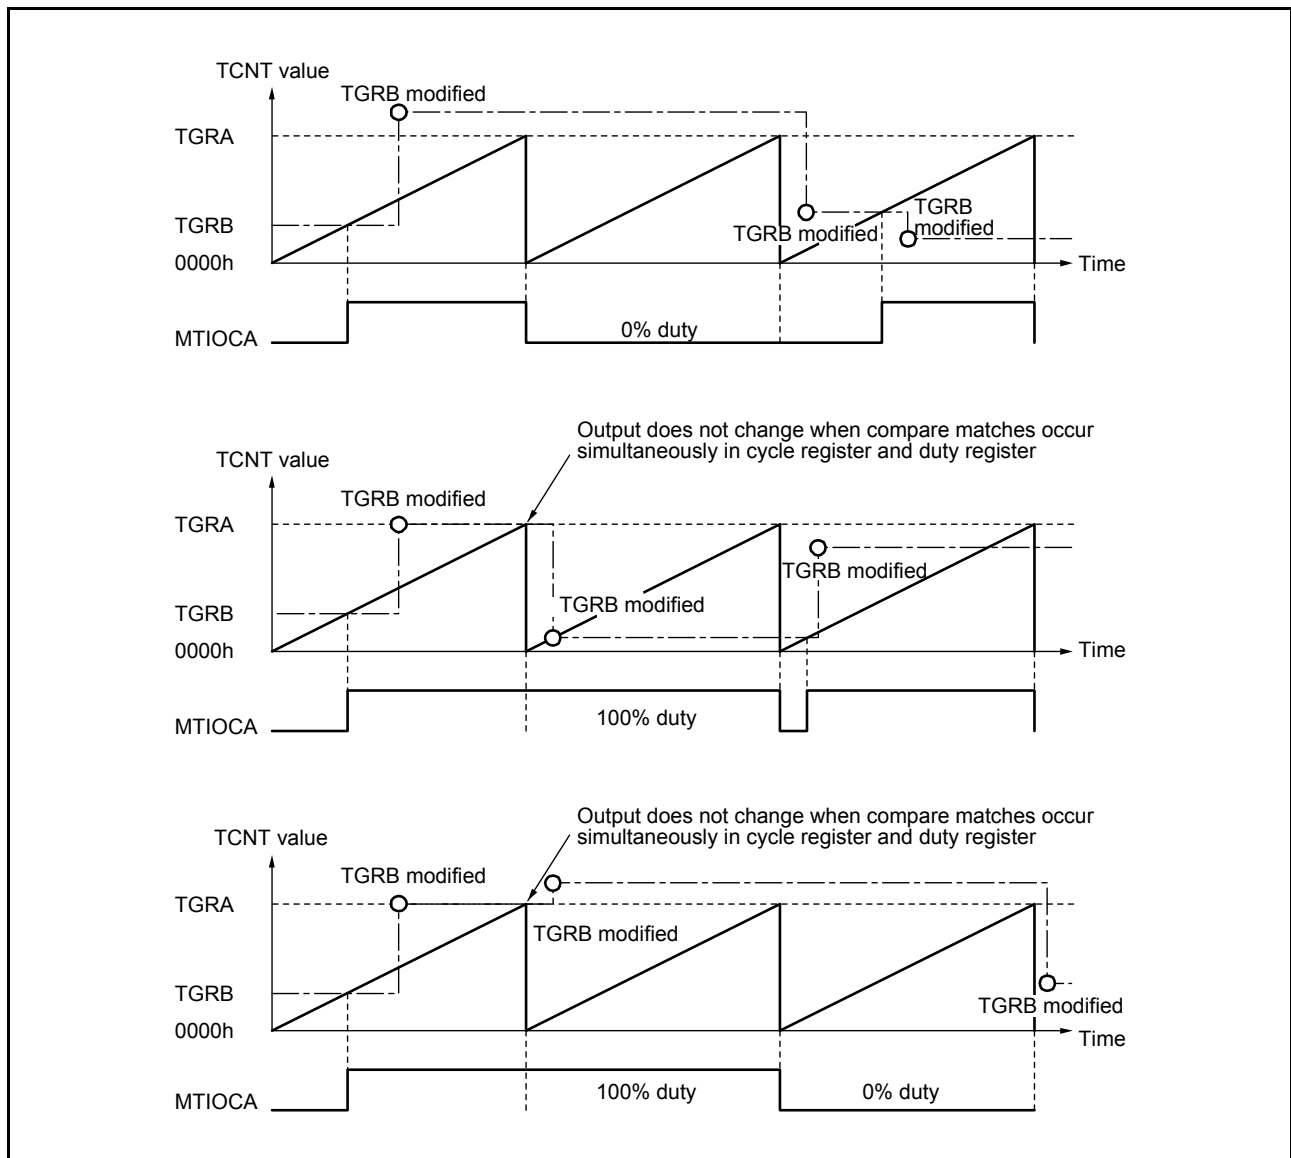 TCNT value
TGRB modified
TGRA
TGRB
TGRB
modified
TGRB modified
0000h
Time
MTIOCA
0% duty
Output does not change when compare matches occur
simultaneously in cycle register and duty register
TCNT value
TGRB modified
TGRA
TGRB modified
TGRB modified
TGRB
0000h
Time
MTIOCA
100% duty
Output does not change when compare matches occur
simultaneously in cycle register and duty register
TCNT value
TGRB modified
TGRA
TGRB modified
TGRB
TGRB modified
0000h
Time
MTIOCA
100% duty
0% duty